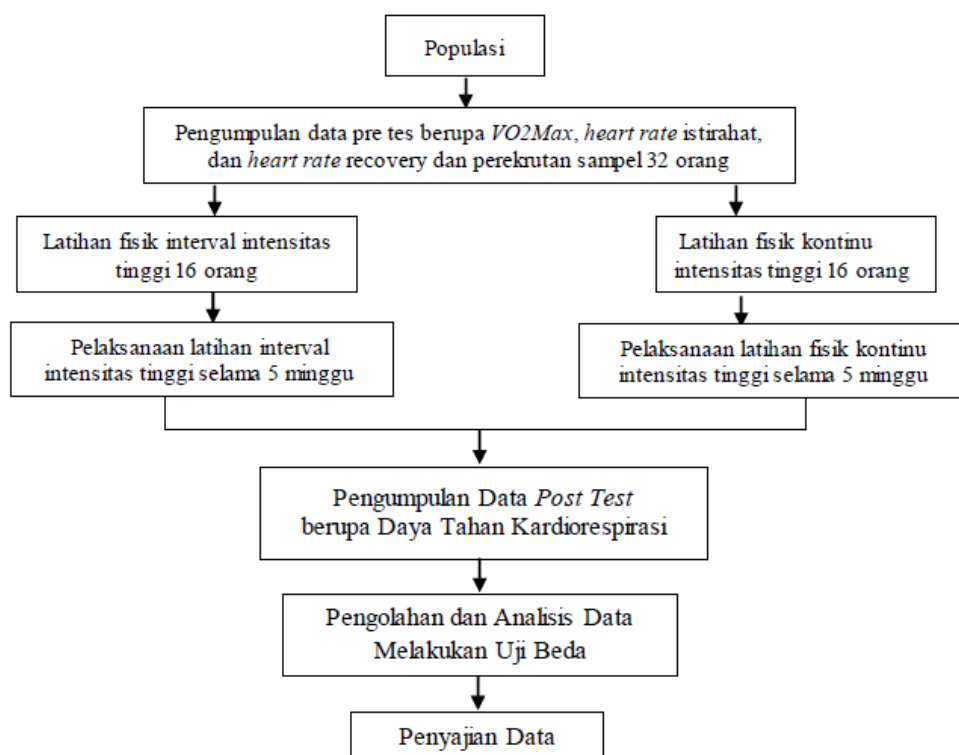 Populasi
Pengumpulan data pre tes berupa VO2Max, heart rate istirahat,
dan heart rate recovery dan perekrutan sampel 32 orang
Latihan fisik interval intensitas
tinggi 16 orang
Latihan fisik kontinu
intensitas tinggi 16 orang
Pelaksanaan latihan interval
intensitas tinggi selama 5 minggu
Pelaksanaan latihan fisik kontinu
intensitas tinggi selama 5 minggu
Pengumpulan Data Post Test
berupa Daya Tahan Kardiorespirasi
Pengolahan dan Analisis Data
Melakukan Uji Beda
Penyajian Data